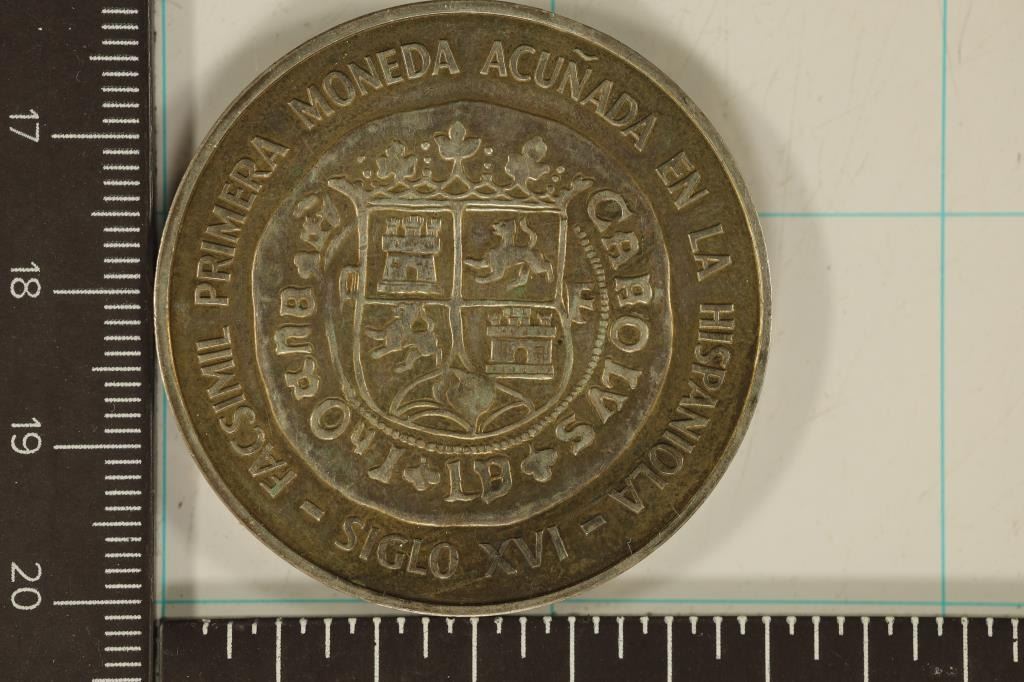 FACSIMIL PRIMERA MONEDA ACUÑADA EN LA HISPANIOLA
- SIGLO XVI -
CAROLVS
17
18
19
20